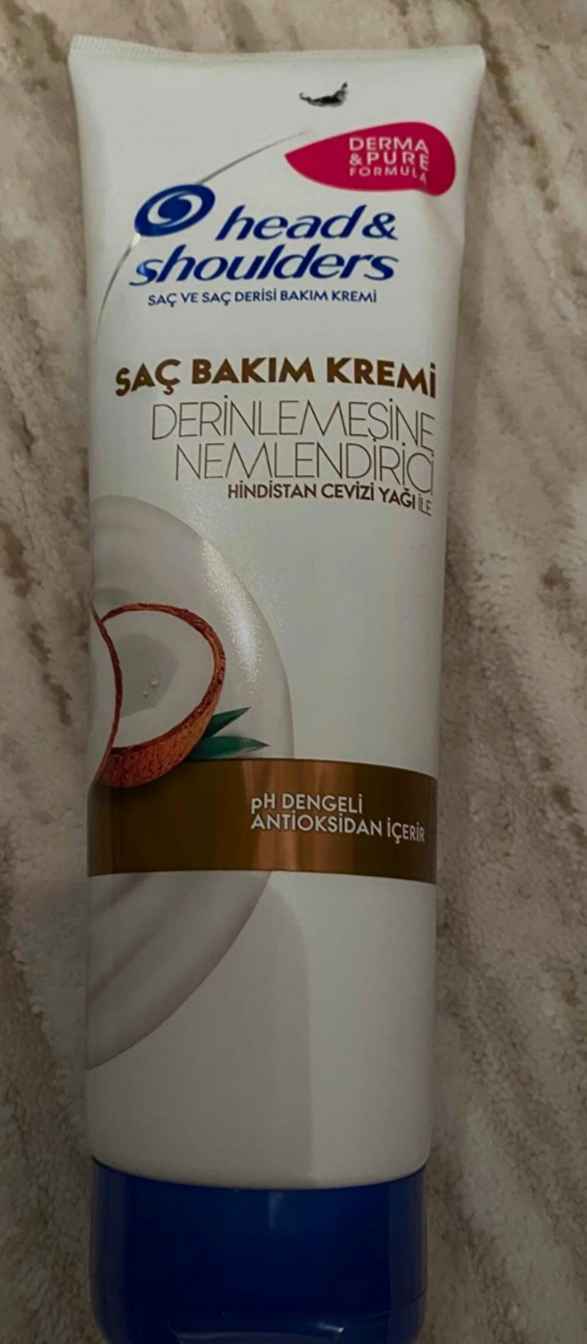 DERMA
& PURE
FORMULA
head &
shoulders
SAÇ VE SAÇ DERİSİ BAKIM KREMİ
SAÇ BAKIM KREMİ
DERİNLEMESİNE
NEMLENDİRİCİ
HİNDİSTAN CEVİZİ YAĞI İLE
pH DENGELİ
ANTİOKSİDAN İÇERİR